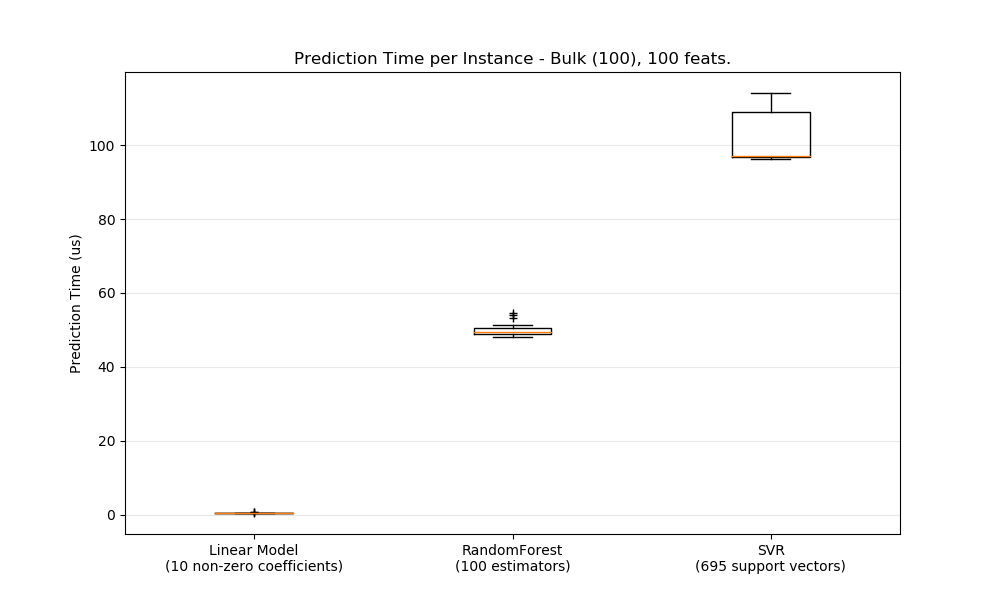 Prediction Time per Instance - Bulk (100), 100 feats.
Prediction Time (us)
100
80
60
40
20
0
Linear Model
(10 non-zero coefficients)
RandomForest
(100 estimators)
SVR
(695 support vectors)